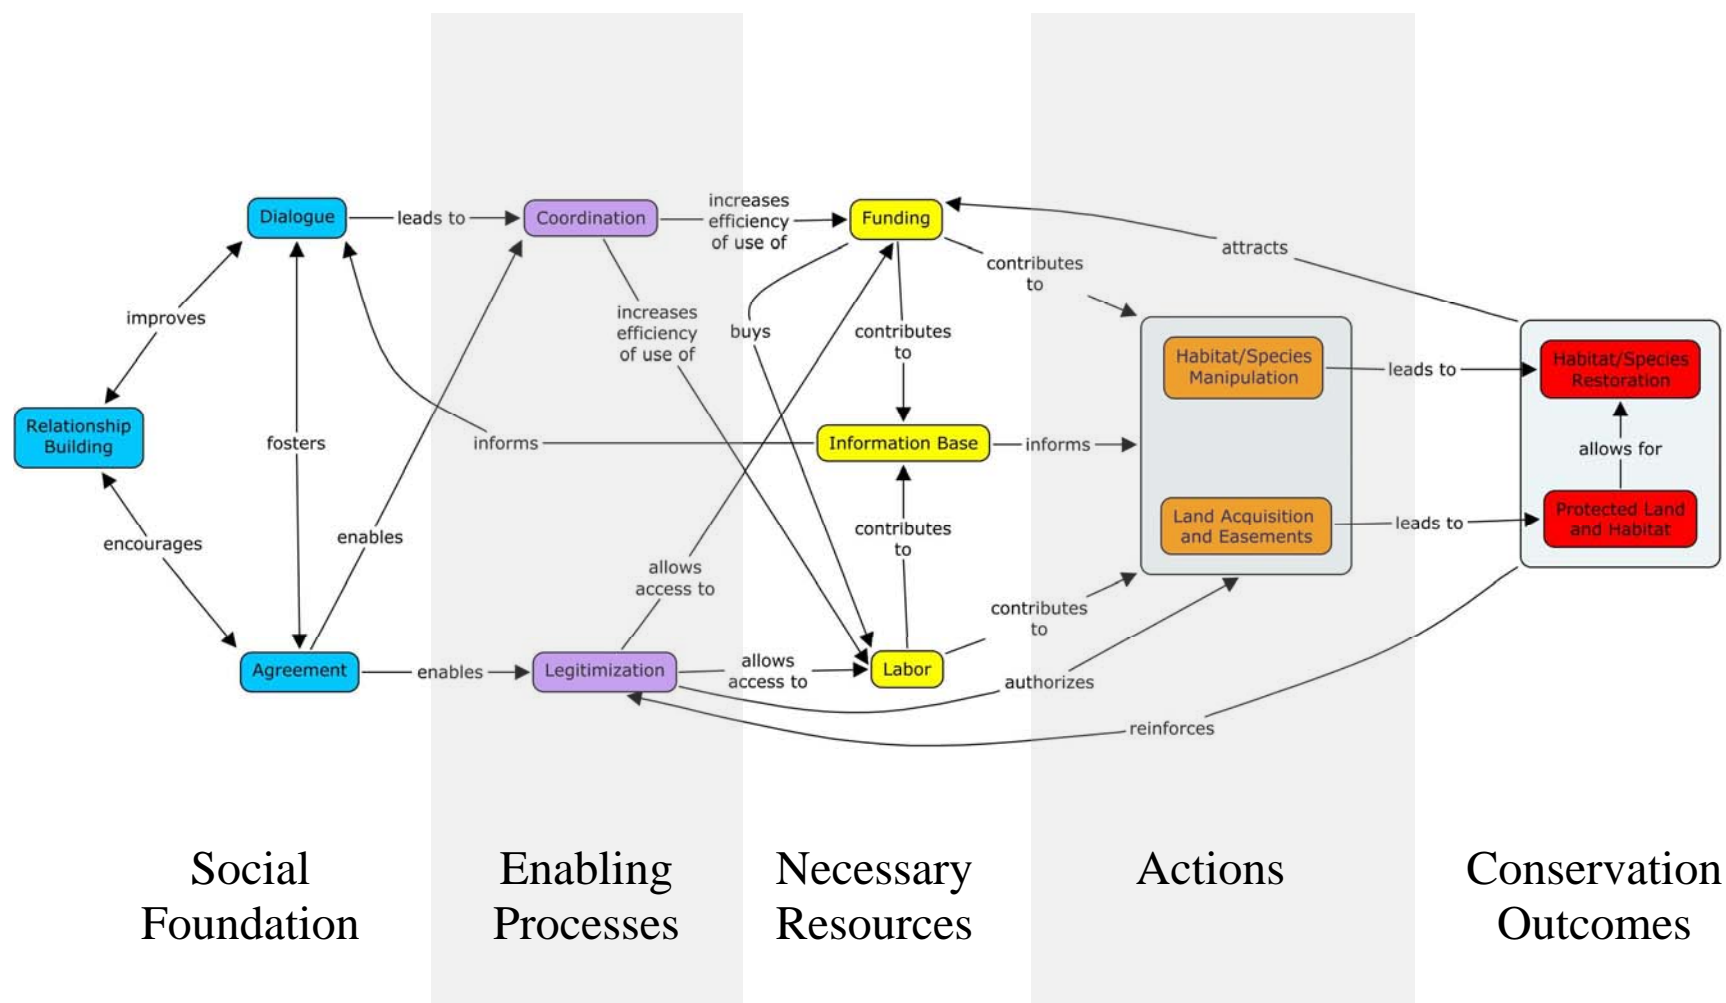 Dialogue
leads to
Coordination
increases
efficiency
of use of
Funding
attracts
contributes
to
improves
increases
efficiency
of use of
buys
contributes
to
Habitat/Species
Manipulation
leads to
Habitat/Species
Restoration
Relationship
Building
fosters
informs
Information Base
informs
allows for
encourages
enables
contributes
to
Land Acquisition
and Easements
leads to
Protected Land
and Habitat
allows
access to
contributes
to
Agreement
enables
Legitimization
allows
access to
Labor
authorizes
reinforces
Social
Foundation
Enabling
Processes
Necessary
Resources
Actions
Conservation
Outcomes